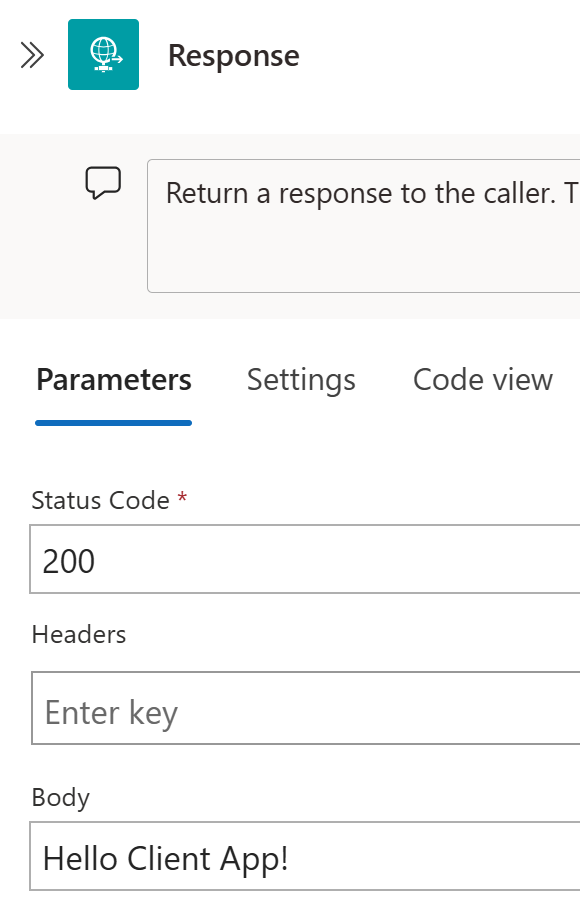 Response
Return a response to the caller. T
Parameters Settings Code view
Status Code *
200
Headers
Enter key
Body
Hello Client App!